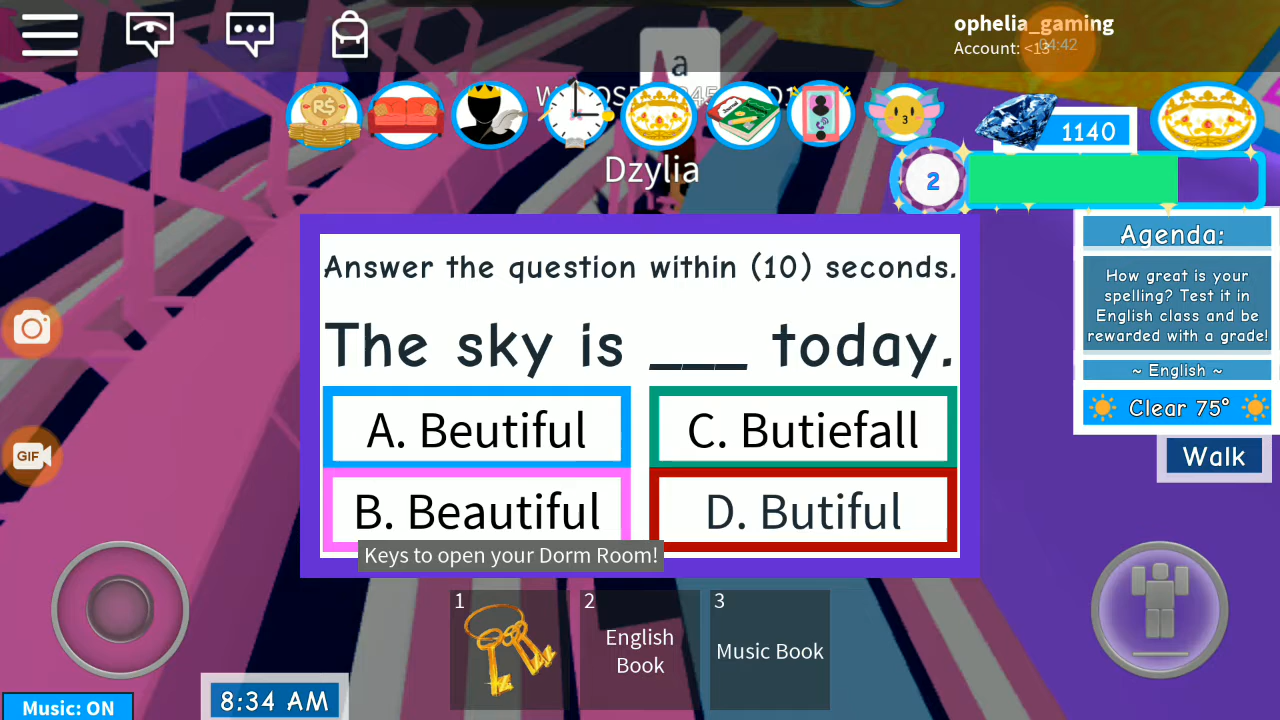 ophelia_gaming
Account: <13
04:42
a
Dzylia
R$
3
1140
2
Answer the question within (10) seconds.
The sky is ___ today.
A. Beutiful
C. Butiefall
B. Beautiful
D. Butiful
Keys to open your Dorm Room!
Agenda:
How great is your
spelling? Test it in
English class and be
rewarded with a grade!
~ English ~
Clear 75°
Walk
GIF
1
2
English
Book
3
Music Book
8:34 AM
Music: ON